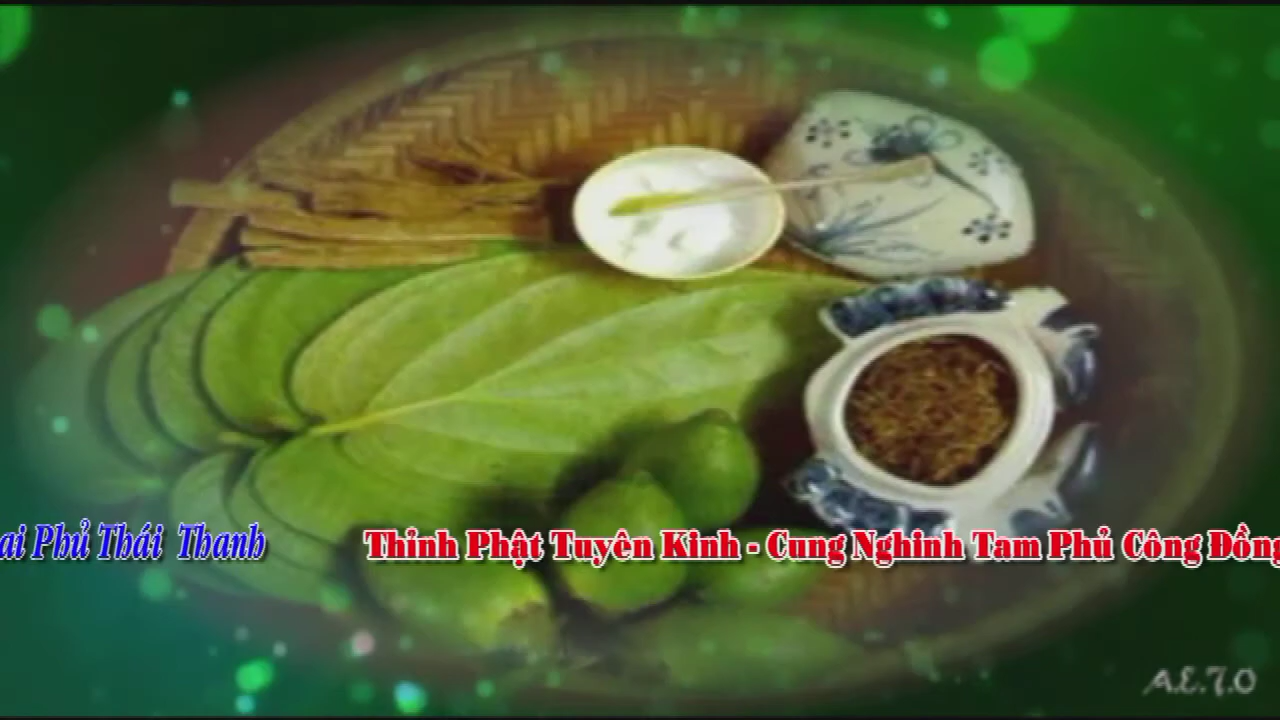 ai Phủ Thái Thanh Thỉnh Phật Tuyên Kinh - Cung Nghinh Tam Phủ Công Đồng
A.E.7.0